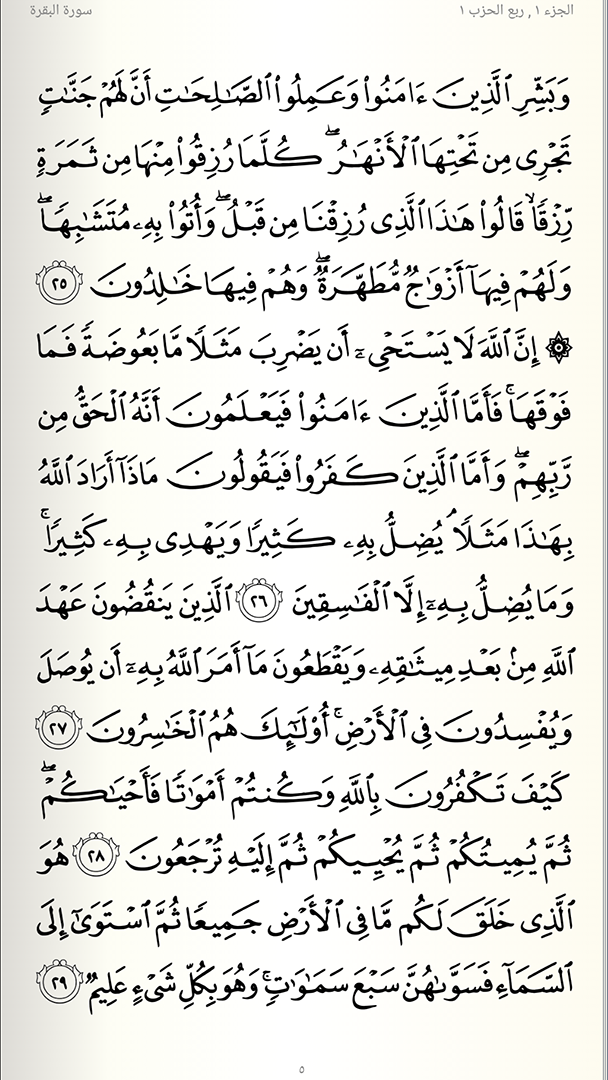 الجزء ١ , ربع الحزب ١
سورة البقرة
وَبَشِّرِ ٱلَّذِينَ ءَامَنُوا۟ وَعَمِلُوا۟ ٱلصَّـٰلِحَـٰتِ أَنَّ لَهُمْ جَنَّـٰتٍ
تَجْرِى مِن تَحْتِهَا ٱلْأَنْهَـٰرُ ۖ كُلَّمَا رُزِقُوا۟ مِنْهَا مِن ثَمَرَةٍ
رِّزْقًا ۙ قَالُوا۟ هَـٰذَا ٱلَّذِى رُزِقْنَا مِن قَبْلُ ۖ وَأُتُوا۟ بِهِۦ مُتَشَـٰبِهًا ۖ
وَلَهُمْ فِيهَآ أَزْوَٰجٌ مُّطَهَّرَةٌ ۖ وَهُمْ فِيهَا خَـٰلِدُونَ ٢٥
۞ إِنَّ ٱللَّهَ لَا يَسْتَحْىِۦٓ أَن يَضْرِبَ مَثَلًا مَّا بَعُوضَةً فَمَا
فَوْقَهَا ۚ فَأَمَّا ٱلَّذِينَ ءَامَنُوا۟ فَيَعْلَمُونَ أَنَّهُ ٱلْحَقُّ مِن
رَّبِّهِمْ ۖ وَأَمَّا ٱلَّذِينَ كَفَرُوا۟ فَيَقُولُونَ مَاذَآ أَرَادَ ٱللَّهُ
بِهَـٰذَا مَثَلًا ۘ يُضِلُّ بِهِۦ كَثِيرًا وَيَهْدِى بِهِۦ كَثِيرًا ۚ
وَمَا يُضِلُّ بِهِۦٓ إِلَّا ٱلْفَـٰسِقِينَ ٢٦ ٱلَّذِينَ يَنقُضُونَ عَهْدَ
ٱللَّهِ مِنۢ بَعْدِ مِيثَـٰقِهِۦ وَيَقْطَعُونَ مَآ أَمَرَ ٱللَّهُ بِهِۦٓ أَن يُوصَلَ
وَيُفْسِدُونَ فِى ٱلْأَرْضِ ۚ أُو۟لَـٰٓئِكَ هُمُ ٱلْخَـٰسِرُونَ ٢٧
كَيْفَ تَكْفُرُونَ بِٱللَّهِ وَكُنتُمْ أَمْوَٰتًا فَأَحْيَـٰكُمْ ۖ
ثُمَّ يُمِيتُكُمْ ثُمَّ يُحْيِيكُمْ ثُمَّ إِلَيْهِ تُرْجَعُونَ ٢٨ هُوَ
ٱلَّذِى خَلَقَ لَكُم مَّا فِى ٱلْأَرْضِ جَمِيعًا ثُمَّ ٱسْتَوَىٰٓ إِلَى
ٱلسَّمَآءِ فَسَوَّىٰهُنَّ سَبْعَ سَمَـٰوَٰتٍ ۚ وَهُوَ بِكُلِّ شَىْءٍ عَلِيمٌ ٢٩
٥